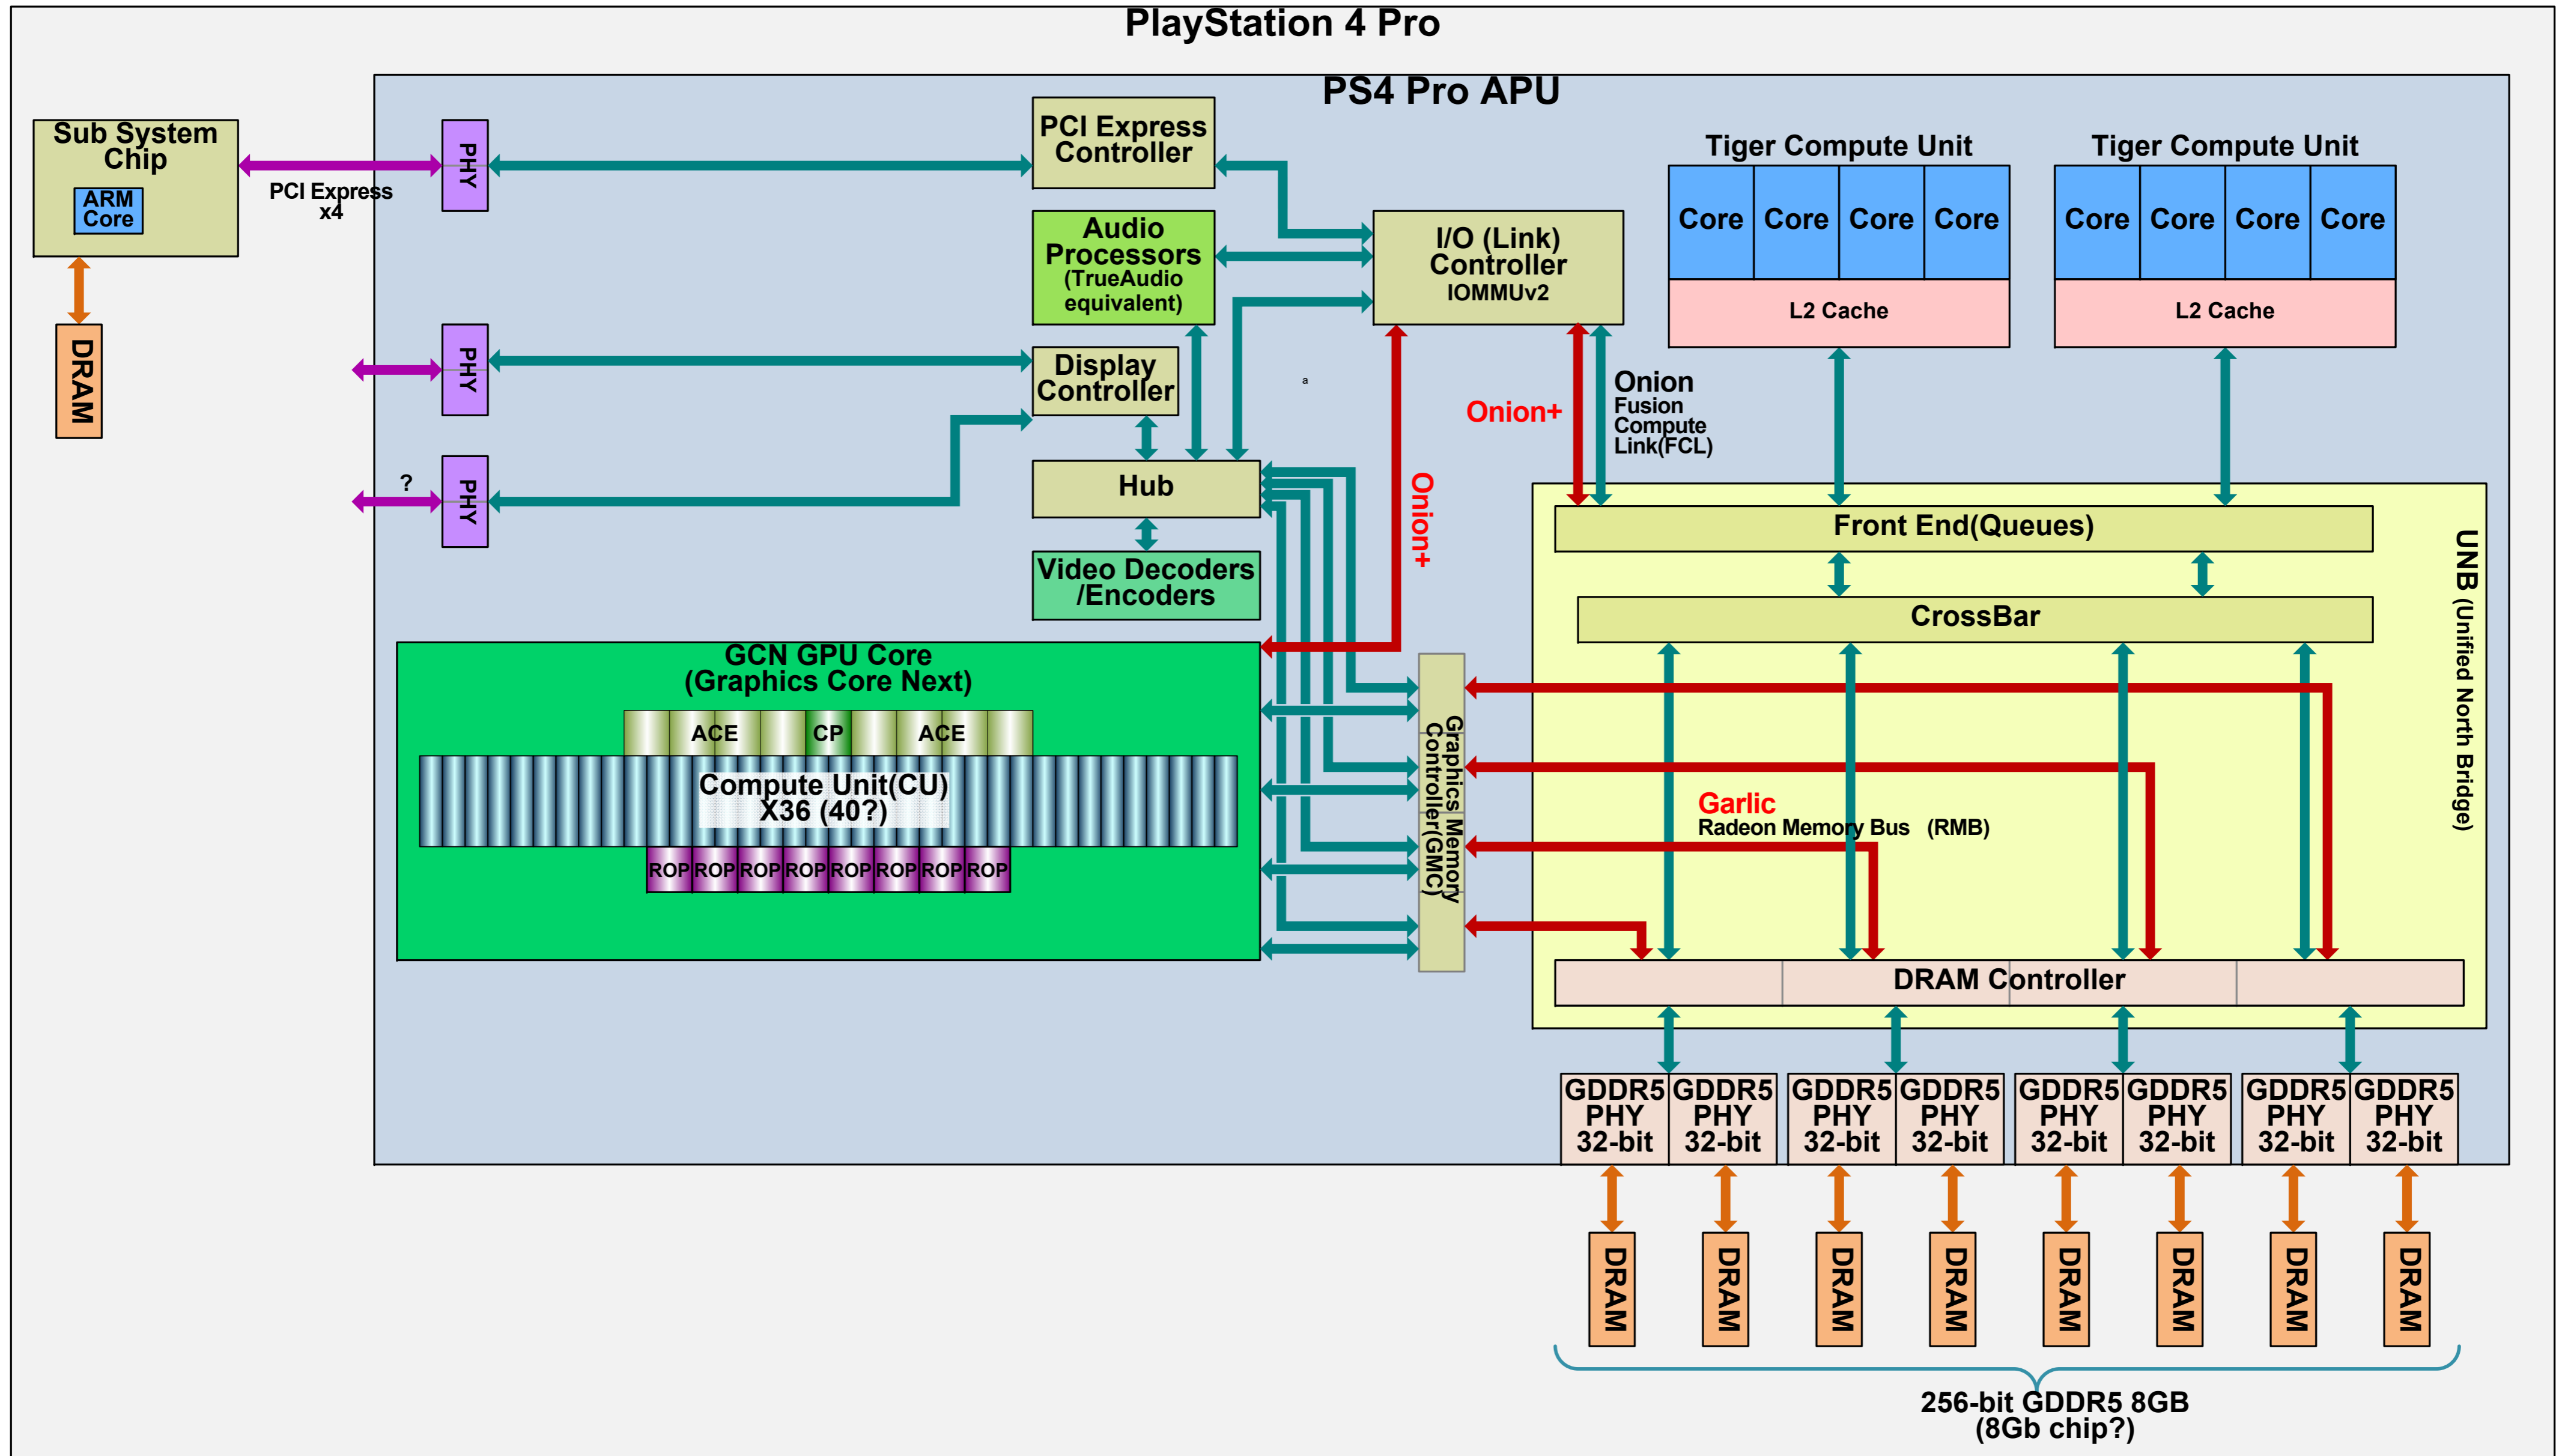 PlayStation 4 Pro
PS4 Pro APU
Sub System
Chip
ARM
Core
PCI Express
x4
DRAM
PHY
PHY
?
PHY
PCI Express
Controller
Audio
Processors
(TrueAudio
equivalent)
Display
Controller
Hub
Video Decoders
/Encoders
I/O (Link)
Controller
IOMMUv2
a
Onion+
Onion+
Onion
Fusion
Compute
Link(FCL)
Tiger Compute Unit
Core Core Core Core
L2 Cache
Tiger Compute Unit
Core Core Core Core
L2 Cache
UNB (Unified North Bridge)
Front End(Queues)
CrossBar
Garlic
Radeon Memory Bus (RMB)
DRAM Controller
GCN GPU Core
(Graphics Core Next)
ACE CP ACE
Compute Unit(CU)
X36 (40?)
ROP ROP ROP ROP ROP ROP ROP ROP
Graphics Memory
Controller(GMC)
GDDR5 GDDR5 GDDR5 GDDR5 GDDR5 GDDR5 GDDR5 GDDR5
PHY PHY PHY PHY PHY PHY PHY PHY
32-bit 32-bit 32-bit 32-bit 32-bit 32-bit 32-bit 32-bit
DRAM DRAM DRAM DRAM DRAM DRAM DRAM DRAM
256-bit GDDR5 8GB
(8Gb chip?)